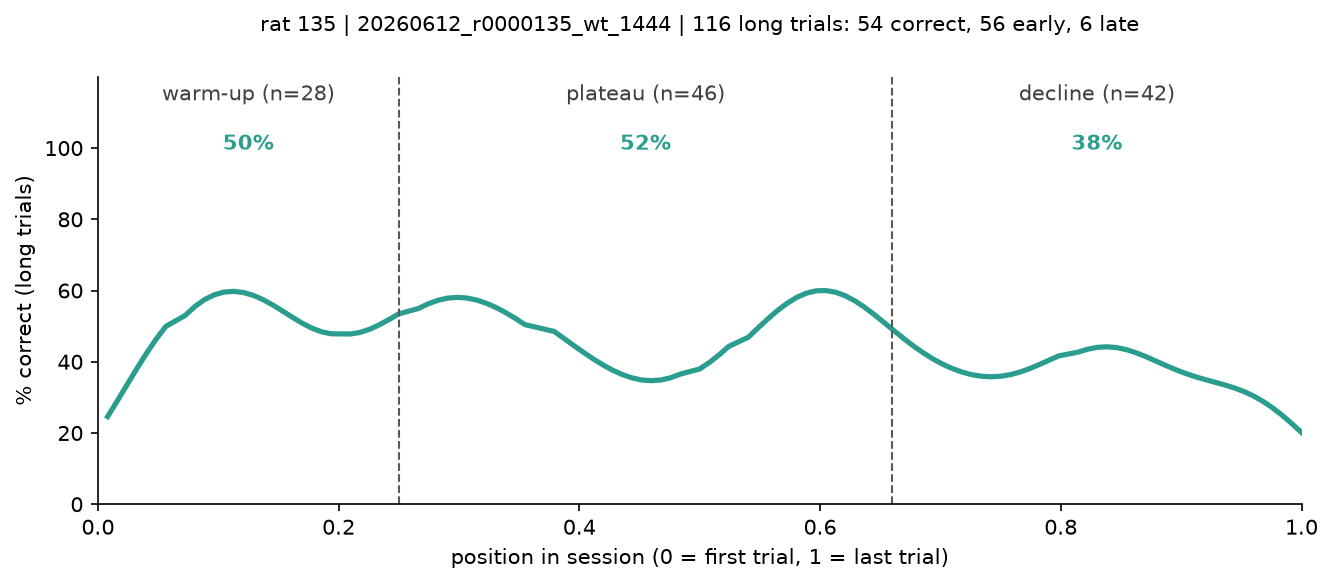 rat 135 | 20260612_r0000135_wt_1444 | 116 long trials: 54 correct, 56 early, 6 late
warm-up (n=28)
plateau (n=46)
decline (n=42)
50%
52%
38%
% correct (long trials)
100
80
60
40
20
0
0.0
0.2
0.4
0.6
0.8
1.0
position in session (0 = first trial, 1 = last trial)